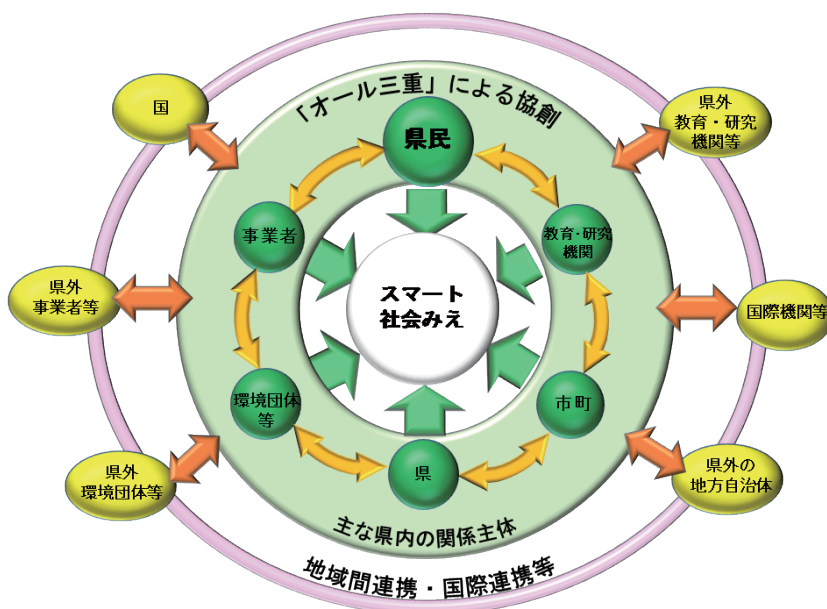 「オール三重」による協創
国
県外
教育・研究
機関等
県民
事業者
教育・研究
機関
県外
事業者等
スマート
社会みえ
国際機関等
環境団体
等
市町
県
県外
環境団体等
県外の
地方自治体
主な県内の関係主体
地域間連携・国際連携等